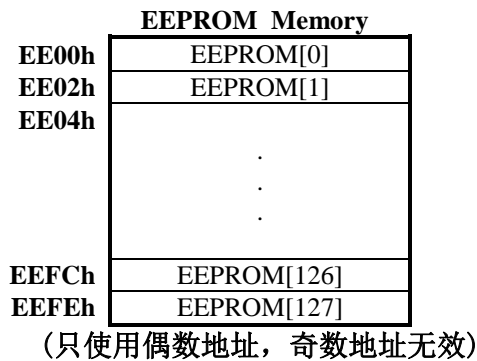 EEPROM Memory
EE00h EEPROM[0]
EE02h EEPROM[1]
EE04h
.
.
.
EEFCh EEPROM[126]
EEFEh EEPROM[127]
(只使用偶数地址，奇数地址无效)